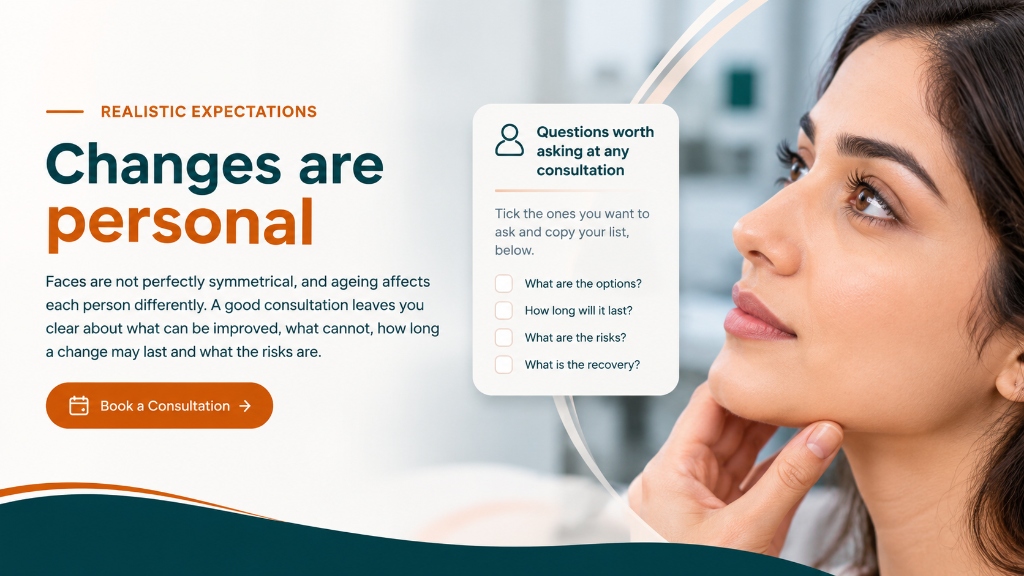 REALISTIC EXPECTATIONS
Changes are
personal
Faces are not perfectly symmetrical, and ageing affects
each person differently. A good consultation leaves you
clear about what can be improved, what cannot, how long
a change may last and what the risks are.
Book a Consultation →
Questions worth
asking at any
consultation
Tick the ones you want to
ask and copy your list,
below.
What are the options?
How long will it last?
What are the risks?
What is the recovery?